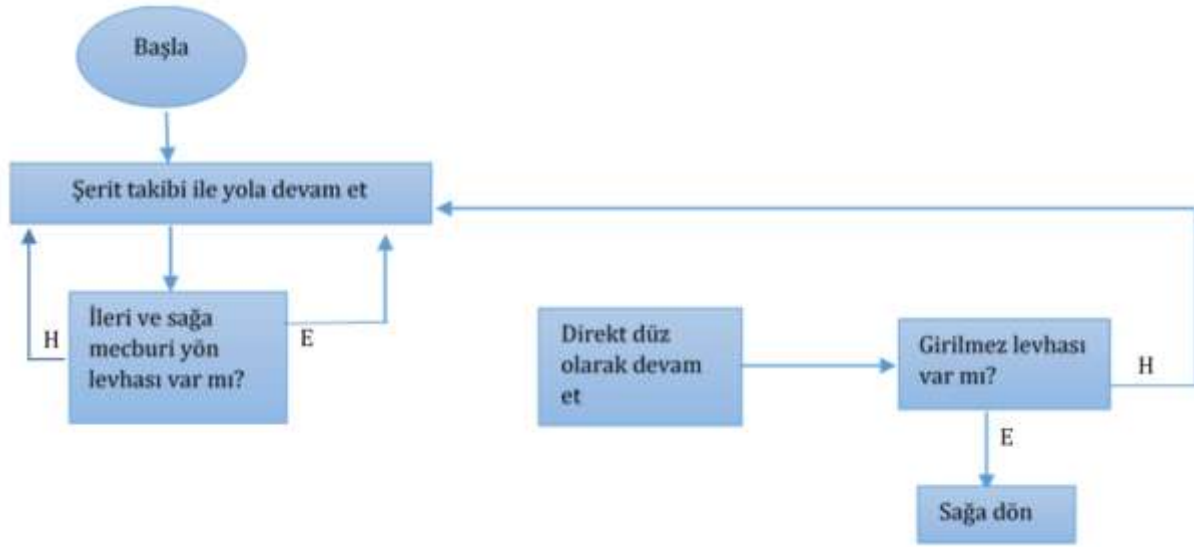 Başla
Şerit takibi ile yola devam et
İleri ve sağa
mecburi yön
levhası var mı?
H
E
Direkt düz
olarak devam
et
Girilmez levhası
var mı?
H
E
Sağa dön